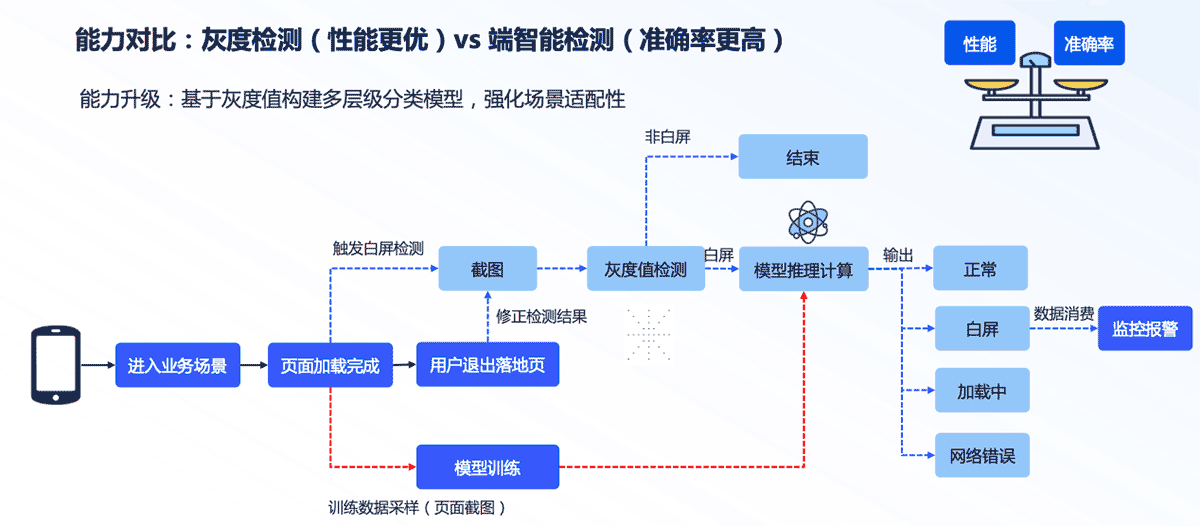 能力对比：灰度检测（性能更优）vs 端智能检测（准确率更高）
性能
准确率
能力升级：基于灰度值构建多层级分类模型，强化场景适配性
非白屏
结束
触发白屏检测
截图
灰度值检测
白屏
模型推理计算
输出
正常
修正检测结果
白屏
数据消费
监控报警
进入业务场景
页面加载完成
用户退出落地页
加载中
模型训练
网络错误
训练数据采样（页面截图）